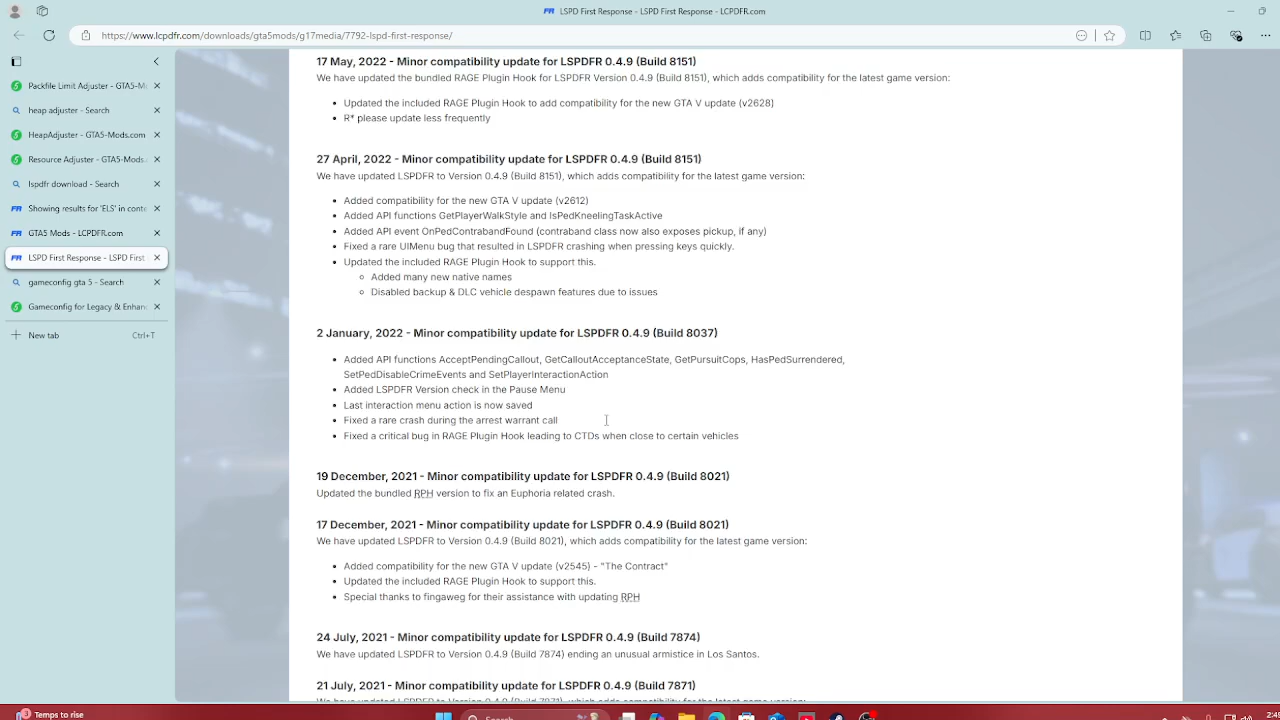 LSPD First Response - LSPD First Response - LCPDFR.com
https://www.lcpdfr.com/downloads/gta5mods/g17media/7792-lspd-first-response/
Packfile Limit Adjuster - GTA5-M
heap adjuster - Search
HeapAdjuster - GTA5-Mods.com
Resource Adjuster - GTA5-Mods.
lspdfr download - Search
Showing results for 'ELS' in conte
GTA5 Mods - LCPDFR.com
LSPD First Response - LSPD First
gameconfig gta 5 - Search
Gameconfig for Legacy & Enhan
New tab Ctrl+T
17 May, 2022 - Minor compatibility update for LSPDFR 0.4.9 (Build 8151)
We have updated the bundled RAGE Plugin Hook for LSPDFR Version 0.4.9 (Build 8151), which adds compatibility for the latest game version:
Updated the included RAGE Plugin Hook to add compatibility for the new GTA V update (v2628)
R* please update less frequently
27 April, 2022 - Minor compatibility update for LSPDFR 0.4.9 (Build 8151)
We have updated LSPDFR to Version 0.4.9 (Build 8151), which adds compatibility for the latest game version:
Added compatibility for the new GTA V update (v2612)
Added API functions GetPlayerWalkStyle and IsPedKneelingTaskActive
Added API event OnPedContrabandFound (contraband class now also exposes pickup, if any)
Fixed a rare UIMenu bug that resulted in LSPDFR crashing when pressing keys quickly.
Updated the included RAGE Plugin Hook to support this.
Added many new native names
Disabled backup & DLC vehicle despawn features due to issues
2 January, 2022 - Minor compatibility update for LSPDFR 0.4.9 (Build 8037)
Added API functions AcceptPendingCallout, GetCalloutAcceptanceState, GetPursuitCops, HasPedSurrendered,
SetPedDisableCrimeEvents and SetPlayerInteractionAction
Added LSPDFR Version check in the Pause Menu
Last interaction menu action is now saved
Fixed a rare crash during the arrest warrant call
Fixed a critical bug in RAGE Plugin Hook leading to CTDs when close to certain vehicles
19 December, 2021 - Minor compatibility update for LSPDFR 0.4.9 (Build 8021)
Updated the bundled RPH version to fix an Euphoria related crash.
17 December, 2021 - Minor compatibility update for LSPDFR 0.4.9 (Build 8021)
We have updated LSPDFR to Version 0.4.9 (Build 8021), which adds compatibility for the latest game version:
Added compatibility for the new GTA V update (v2545) - "The Contract"
Updated the included RAGE Plugin Hook to support this.
Special thanks to fingaweg for their assistance with updating RPH
24 July, 2021 - Minor compatibility update for LSPDFR 0.4.9 (Build 7874)
We have updated LSPDFR to Version 0.4.9 (Build 7874) ending an unusual armistice in Los Santos.
21 July, 2021 - Minor compatibility update for LSPDFR 0.4.9 (Build 7871)
We have updated LSPDFR to Version 0.4.9 (Build 7871), which adds compatibility for the latest game version:
Temps to rise
Search